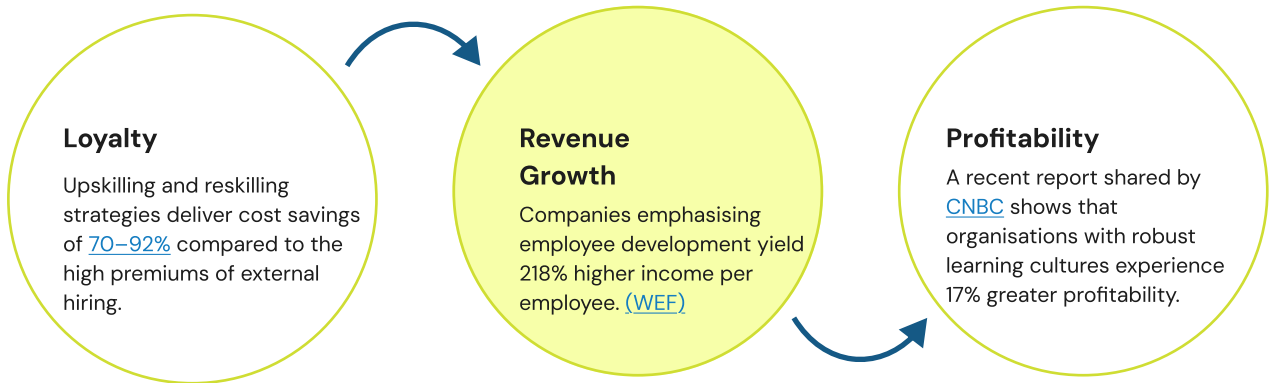 Loyalty
Upskilling and reskilling
strategies deliver cost savings
of 70–92% compared to the
high premiums of external
hiring.
Revenue
Growth
Companies emphasising
employee development yield
218% higher income per
employee. (WEF)
Profitability
A recent report shared by
CNBC shows that
organisations with robust
learning cultures experience
17% greater profitability.